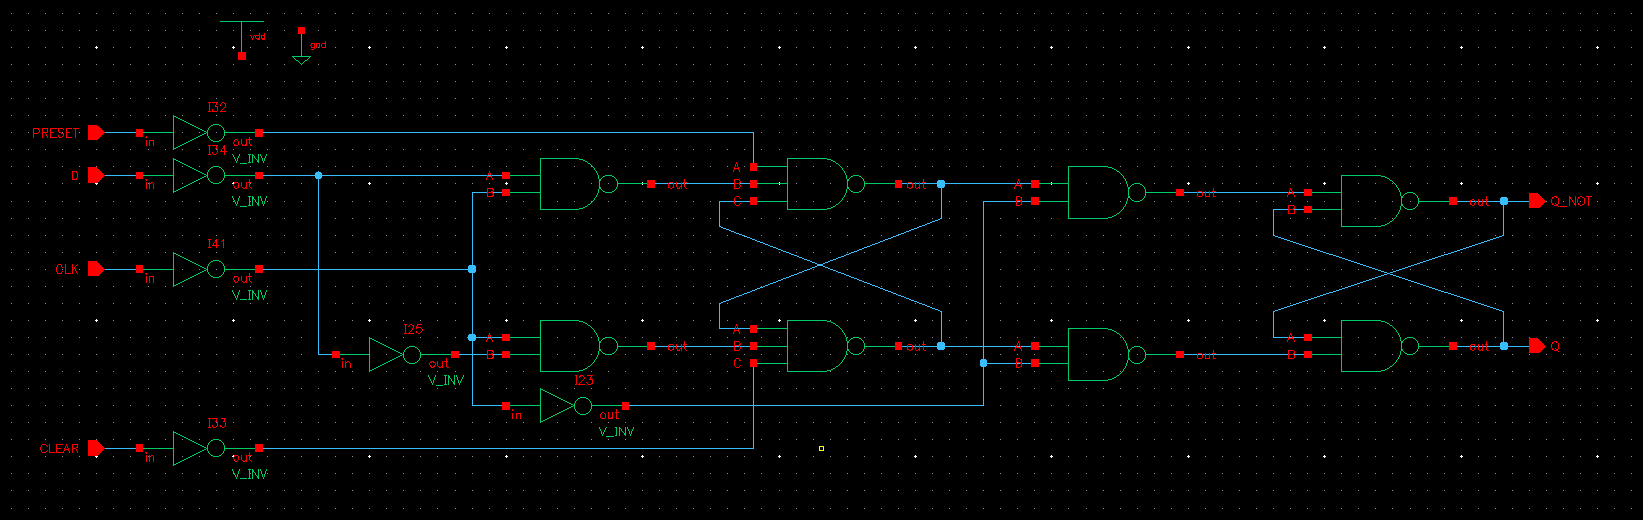 vdd
gnd
I32
PRESET
in
out
V_INV
I34
D
in
out
V_INV
A
B
out
A
B
C
out
A
B
out
A
B
out
Q_NOT
I41
CLK
in
out
V_INV
I25
in
out
V_INV
A
B
out
A
B
C
out
A
B
out
A
B
out
Q
I23
in
out
V_INV
I33
CLEAR
in
out
V_INV